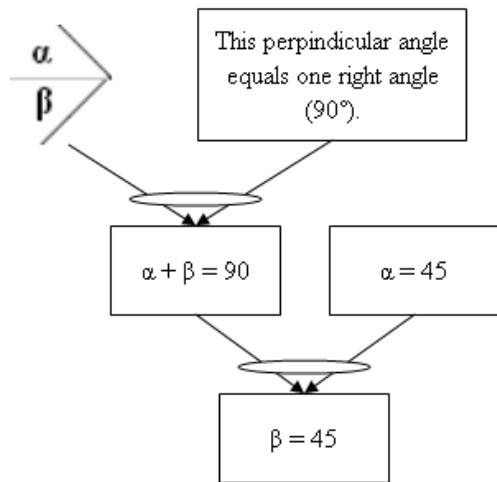 α
β
This perpindicular angle
equals one right angle
(90°).
α + β = 90
α = 45
β = 45